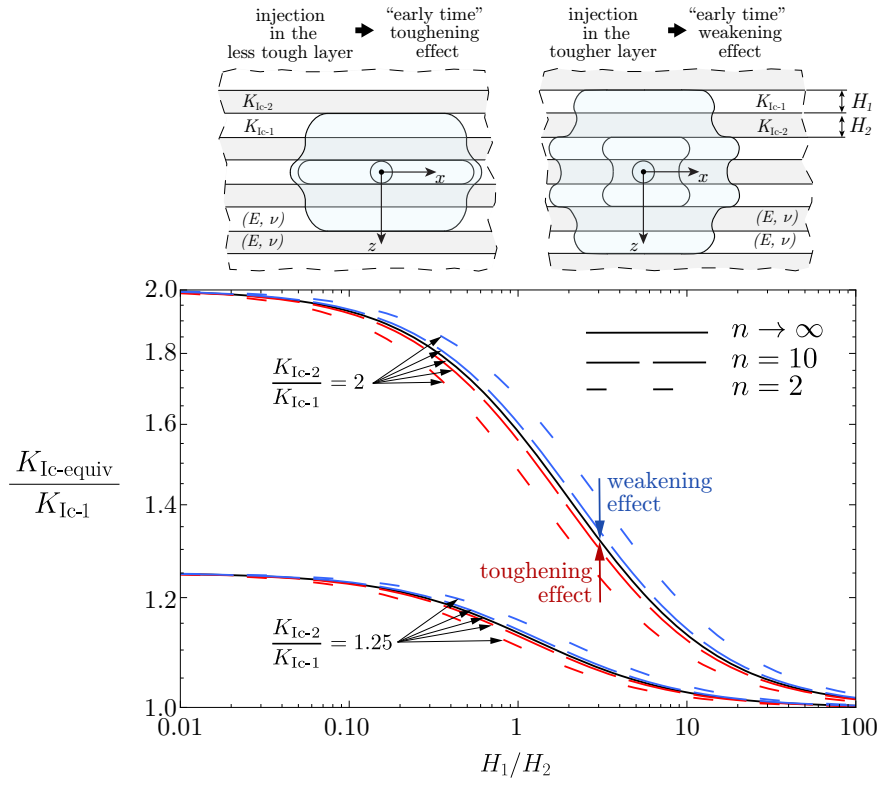 injection in the less tough layer
"early time" toughening effect
injection in the tougher layer
"early time" weakening effect
K_Ic-2
K_Ic-1
x
z
(E, ν)
(E, ν)
K_Ic-1
K_Ic-2
H_1
H_2
x
z
(E, ν)
(E, ν)
2.0
1.8
1.6
1.4
1.2
1.0
K_Ic-equiv / K_Ic-1
n → ∞
n = 10
n = 2
K_Ic-2 / K_Ic-1 = 2
weakening effect
toughening effect
K_Ic-2 / K_Ic-1 = 1.25
0.01
0.10
1
10
100
H_1/H_2